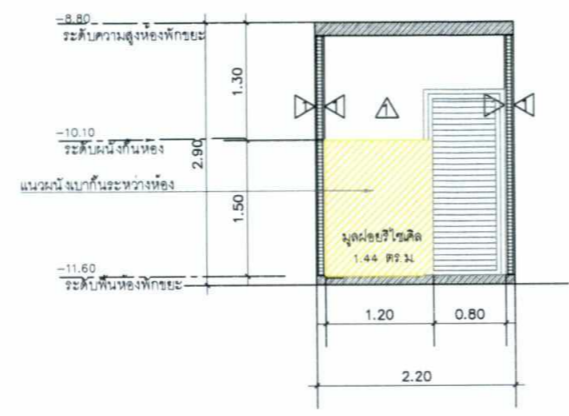 -8.80
ระดับความสูงห้องพักขยะ
1.30
-10.10
ระดับผนังกั้นห้อง
2.90
แนวผนังเบากั้นระหว่างห้อง
1.50
มูลฝอยรีไซเคิล
1.44 ตร.ม.
-11.60
ระดับพื้นห้องพักขยะ
1.20
0.80
2.20